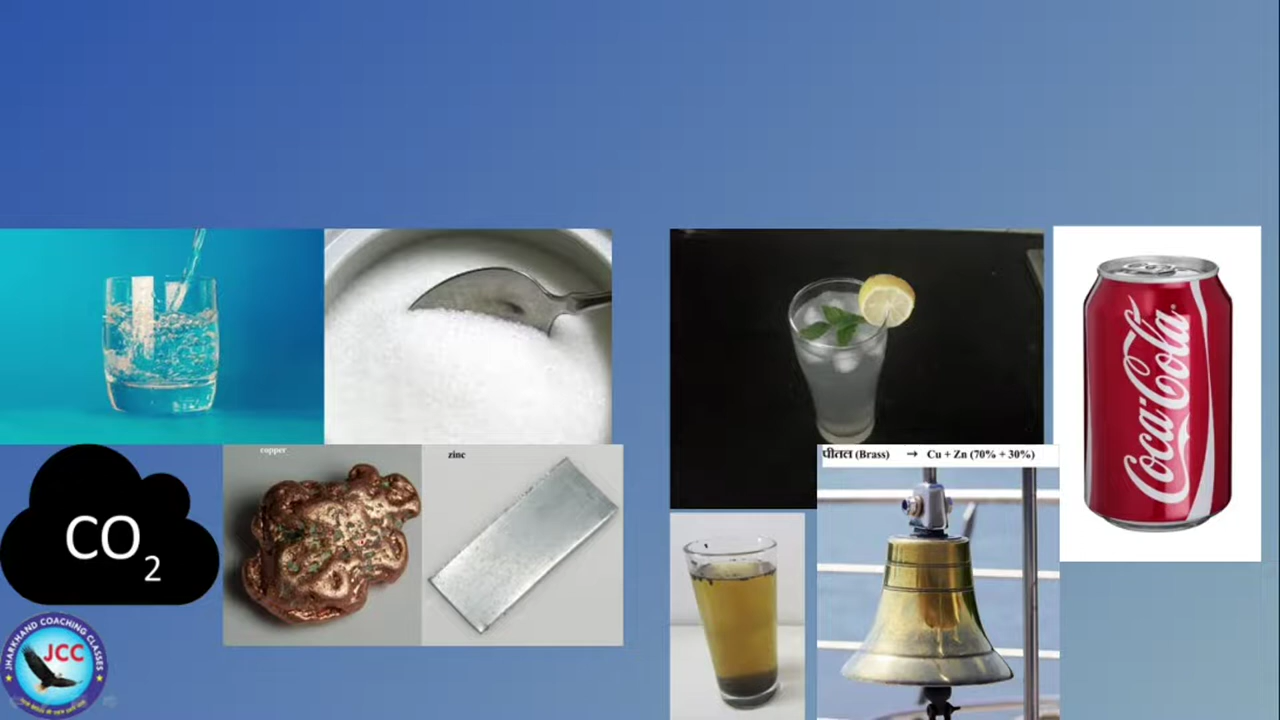 copper
zinc
CO2
पीतल (Brass) → Cu + Zn (70% + 30%)
Coca-Cola
JHARKHAND COACHING CLASSES
JCC